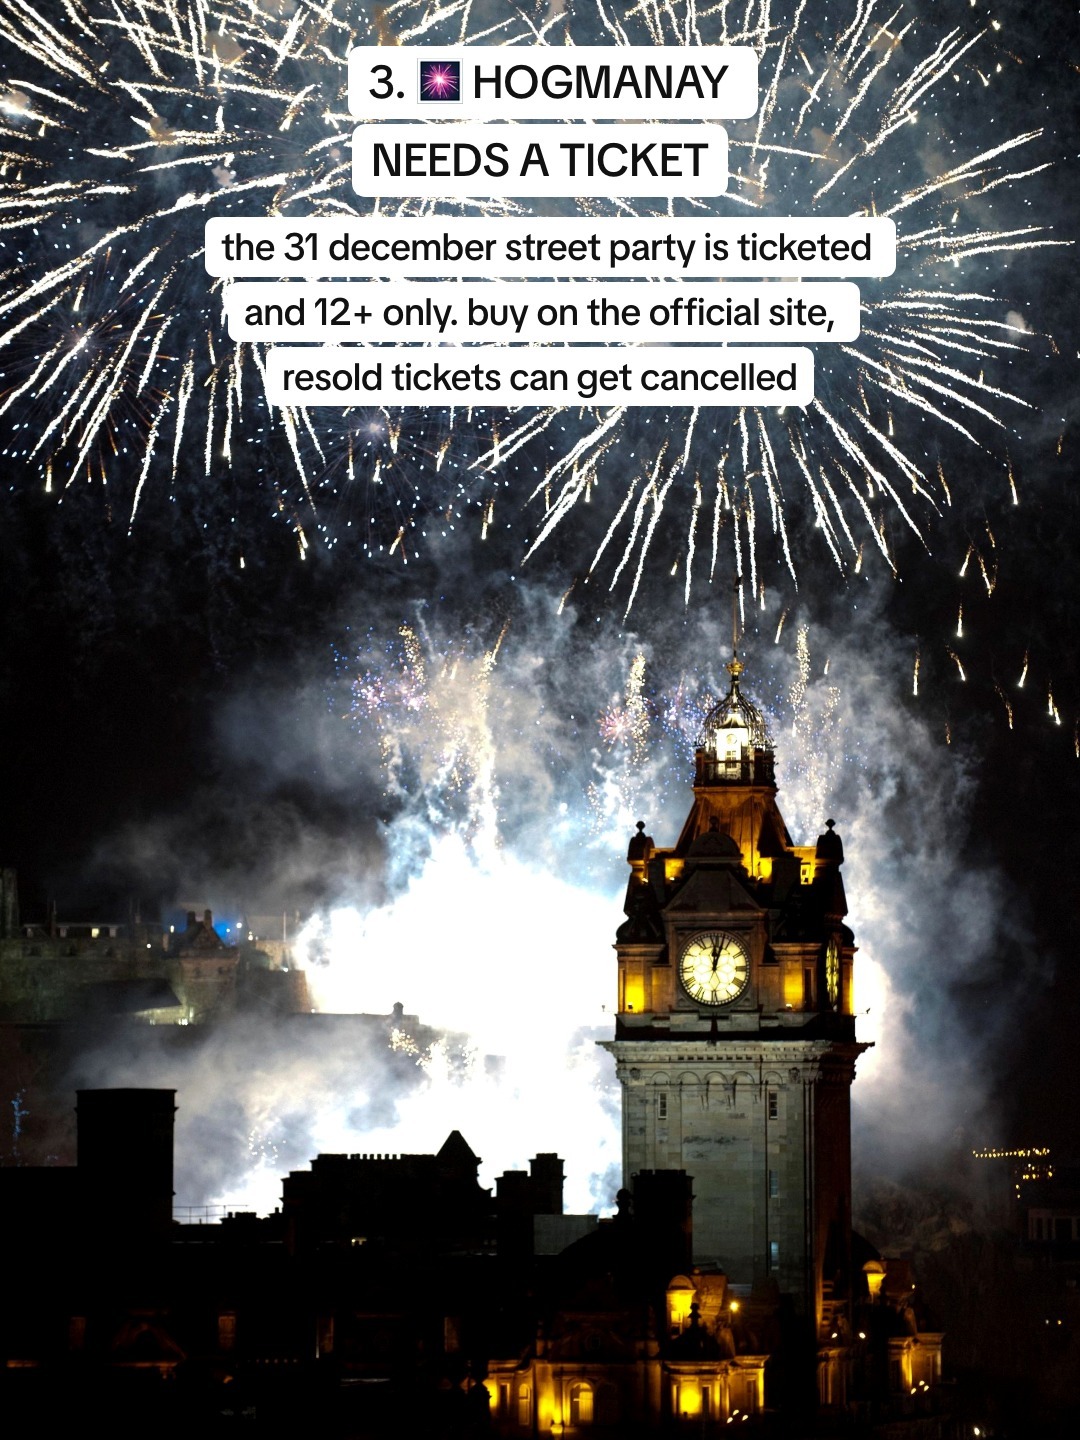 3. 🎆 HOGMANAY
NEEDS A TICKET
the 31 december street party is ticketed
and 12+ only. buy on the official site,
resold tickets can get cancelled